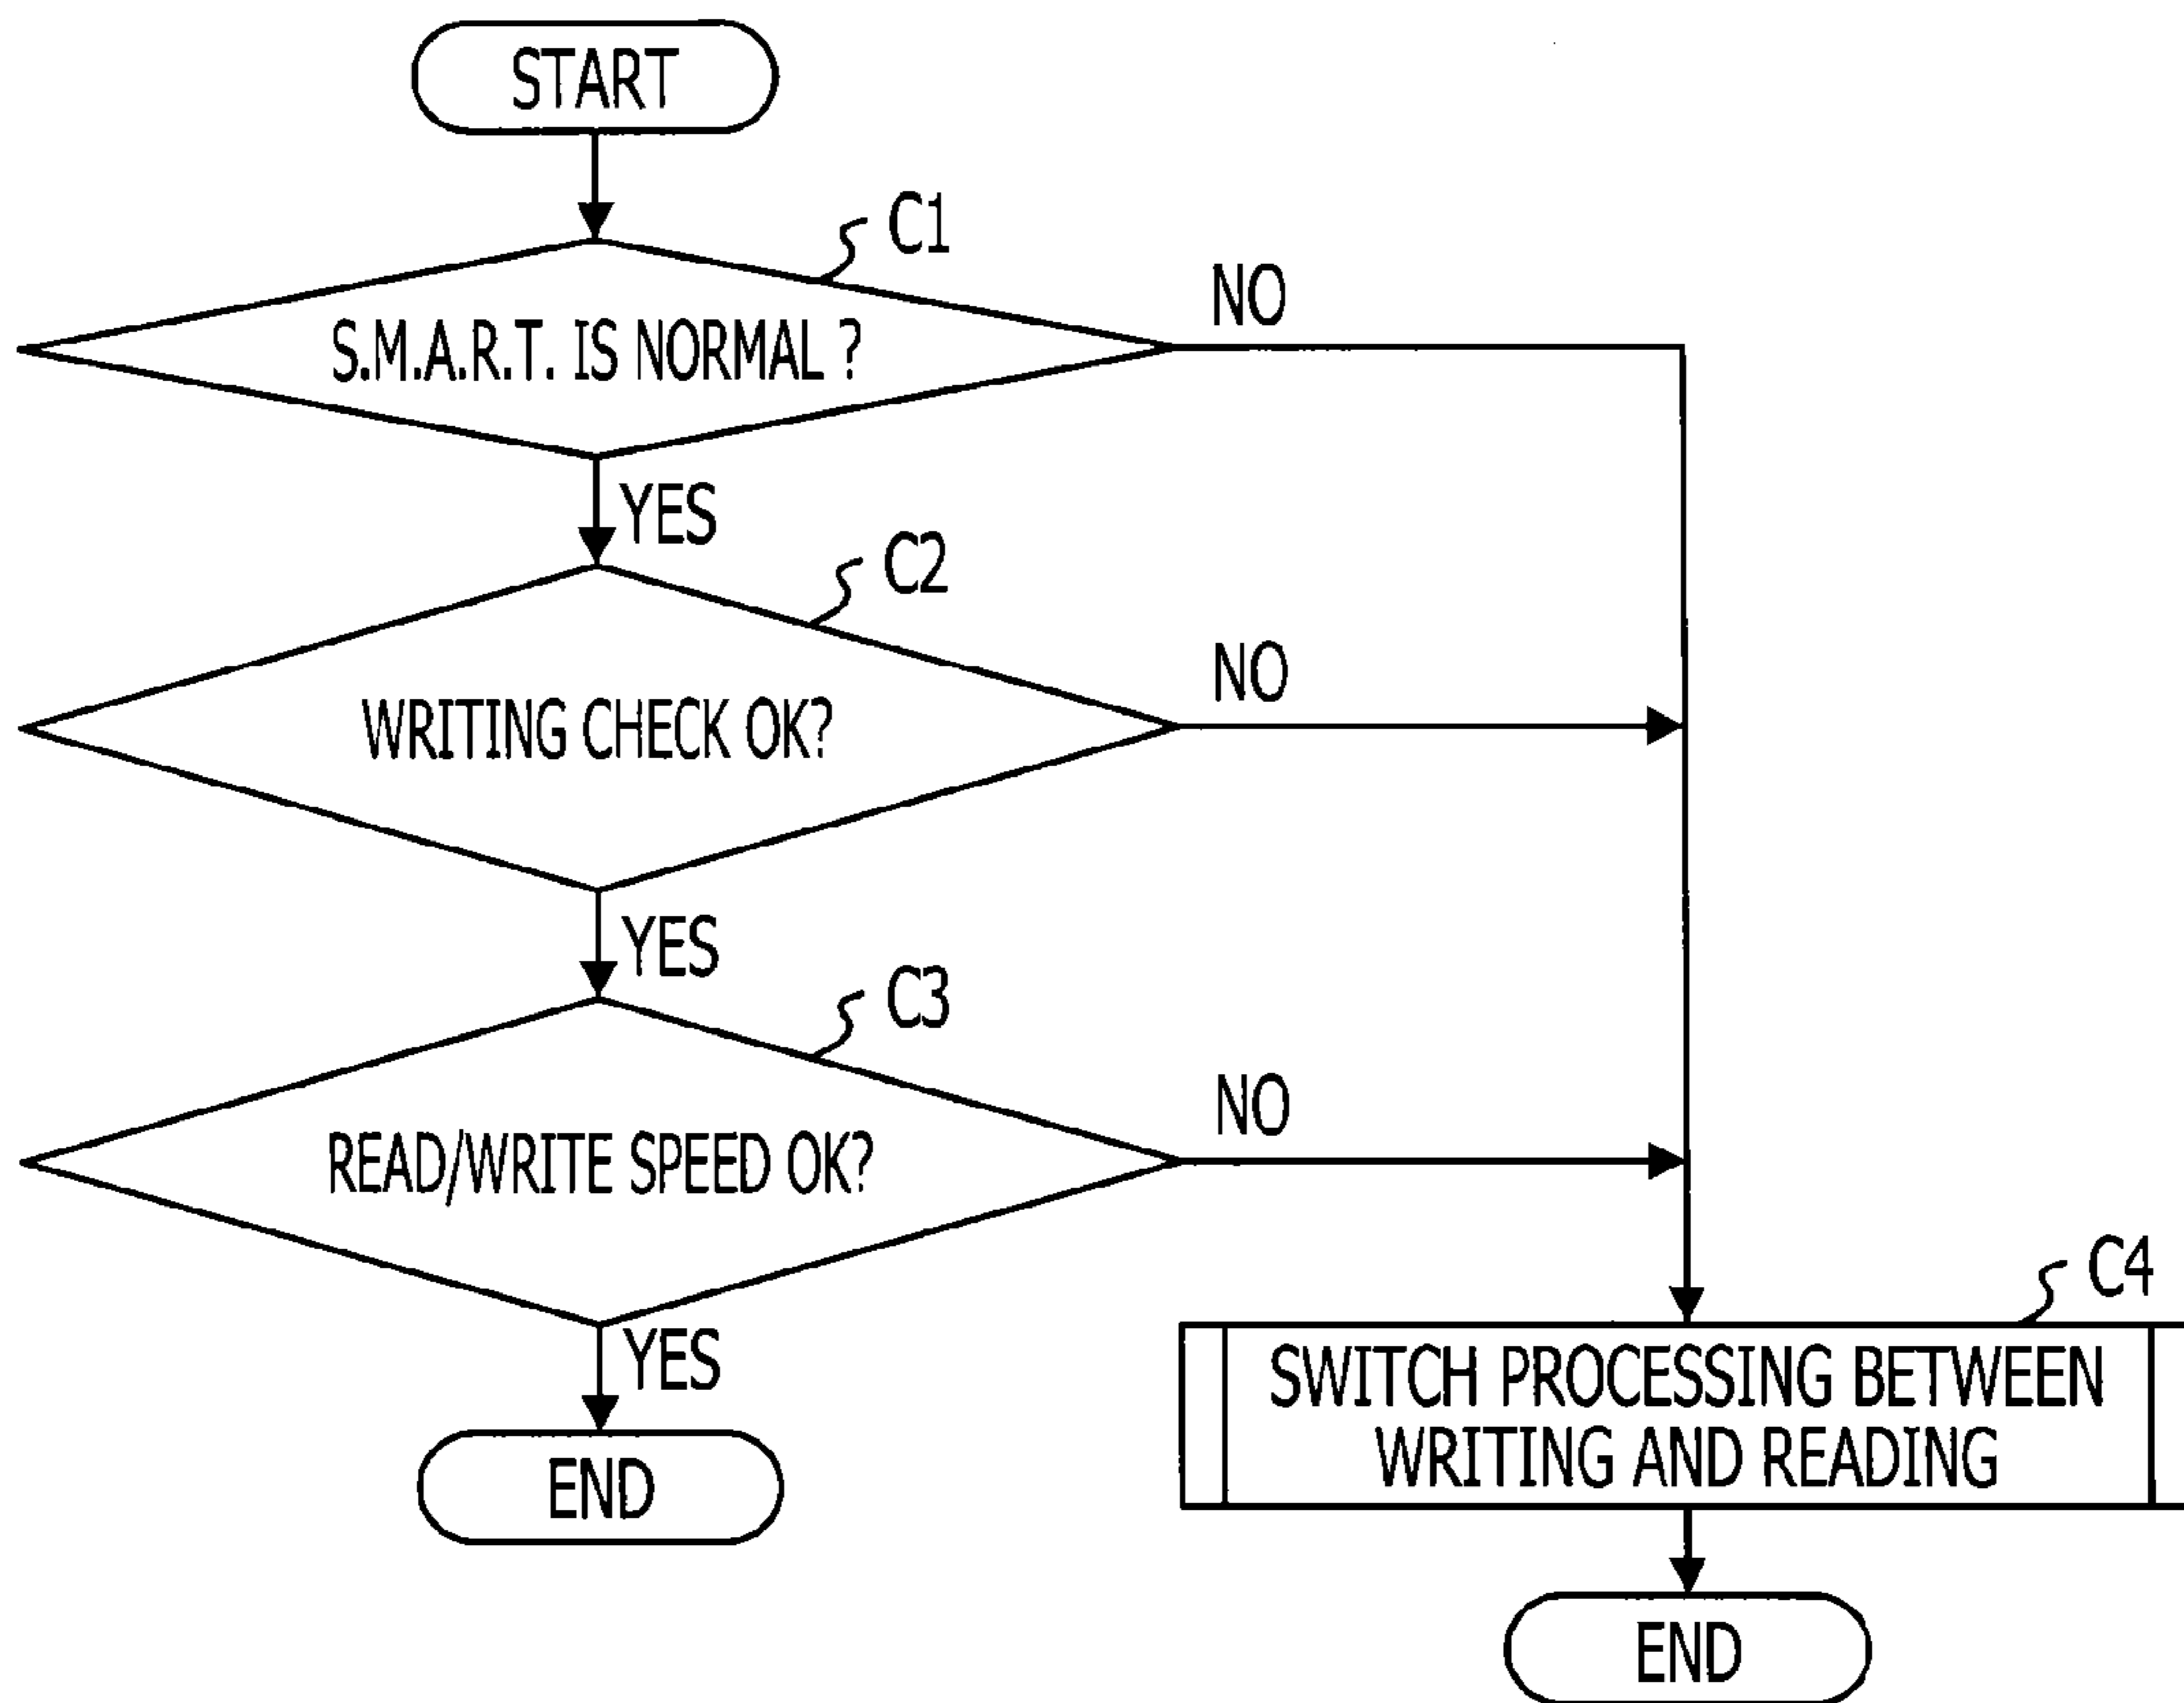 START
C1
S.M.A.R.T. IS NORMAL ?
NO
YES
C2
WRITING CHECK OK?
NO
YES
C3
READ/WRITE SPEED OK?
NO
YES
END
C4
SWITCH PROCESSING BETWEEN
WRITING AND READING
END